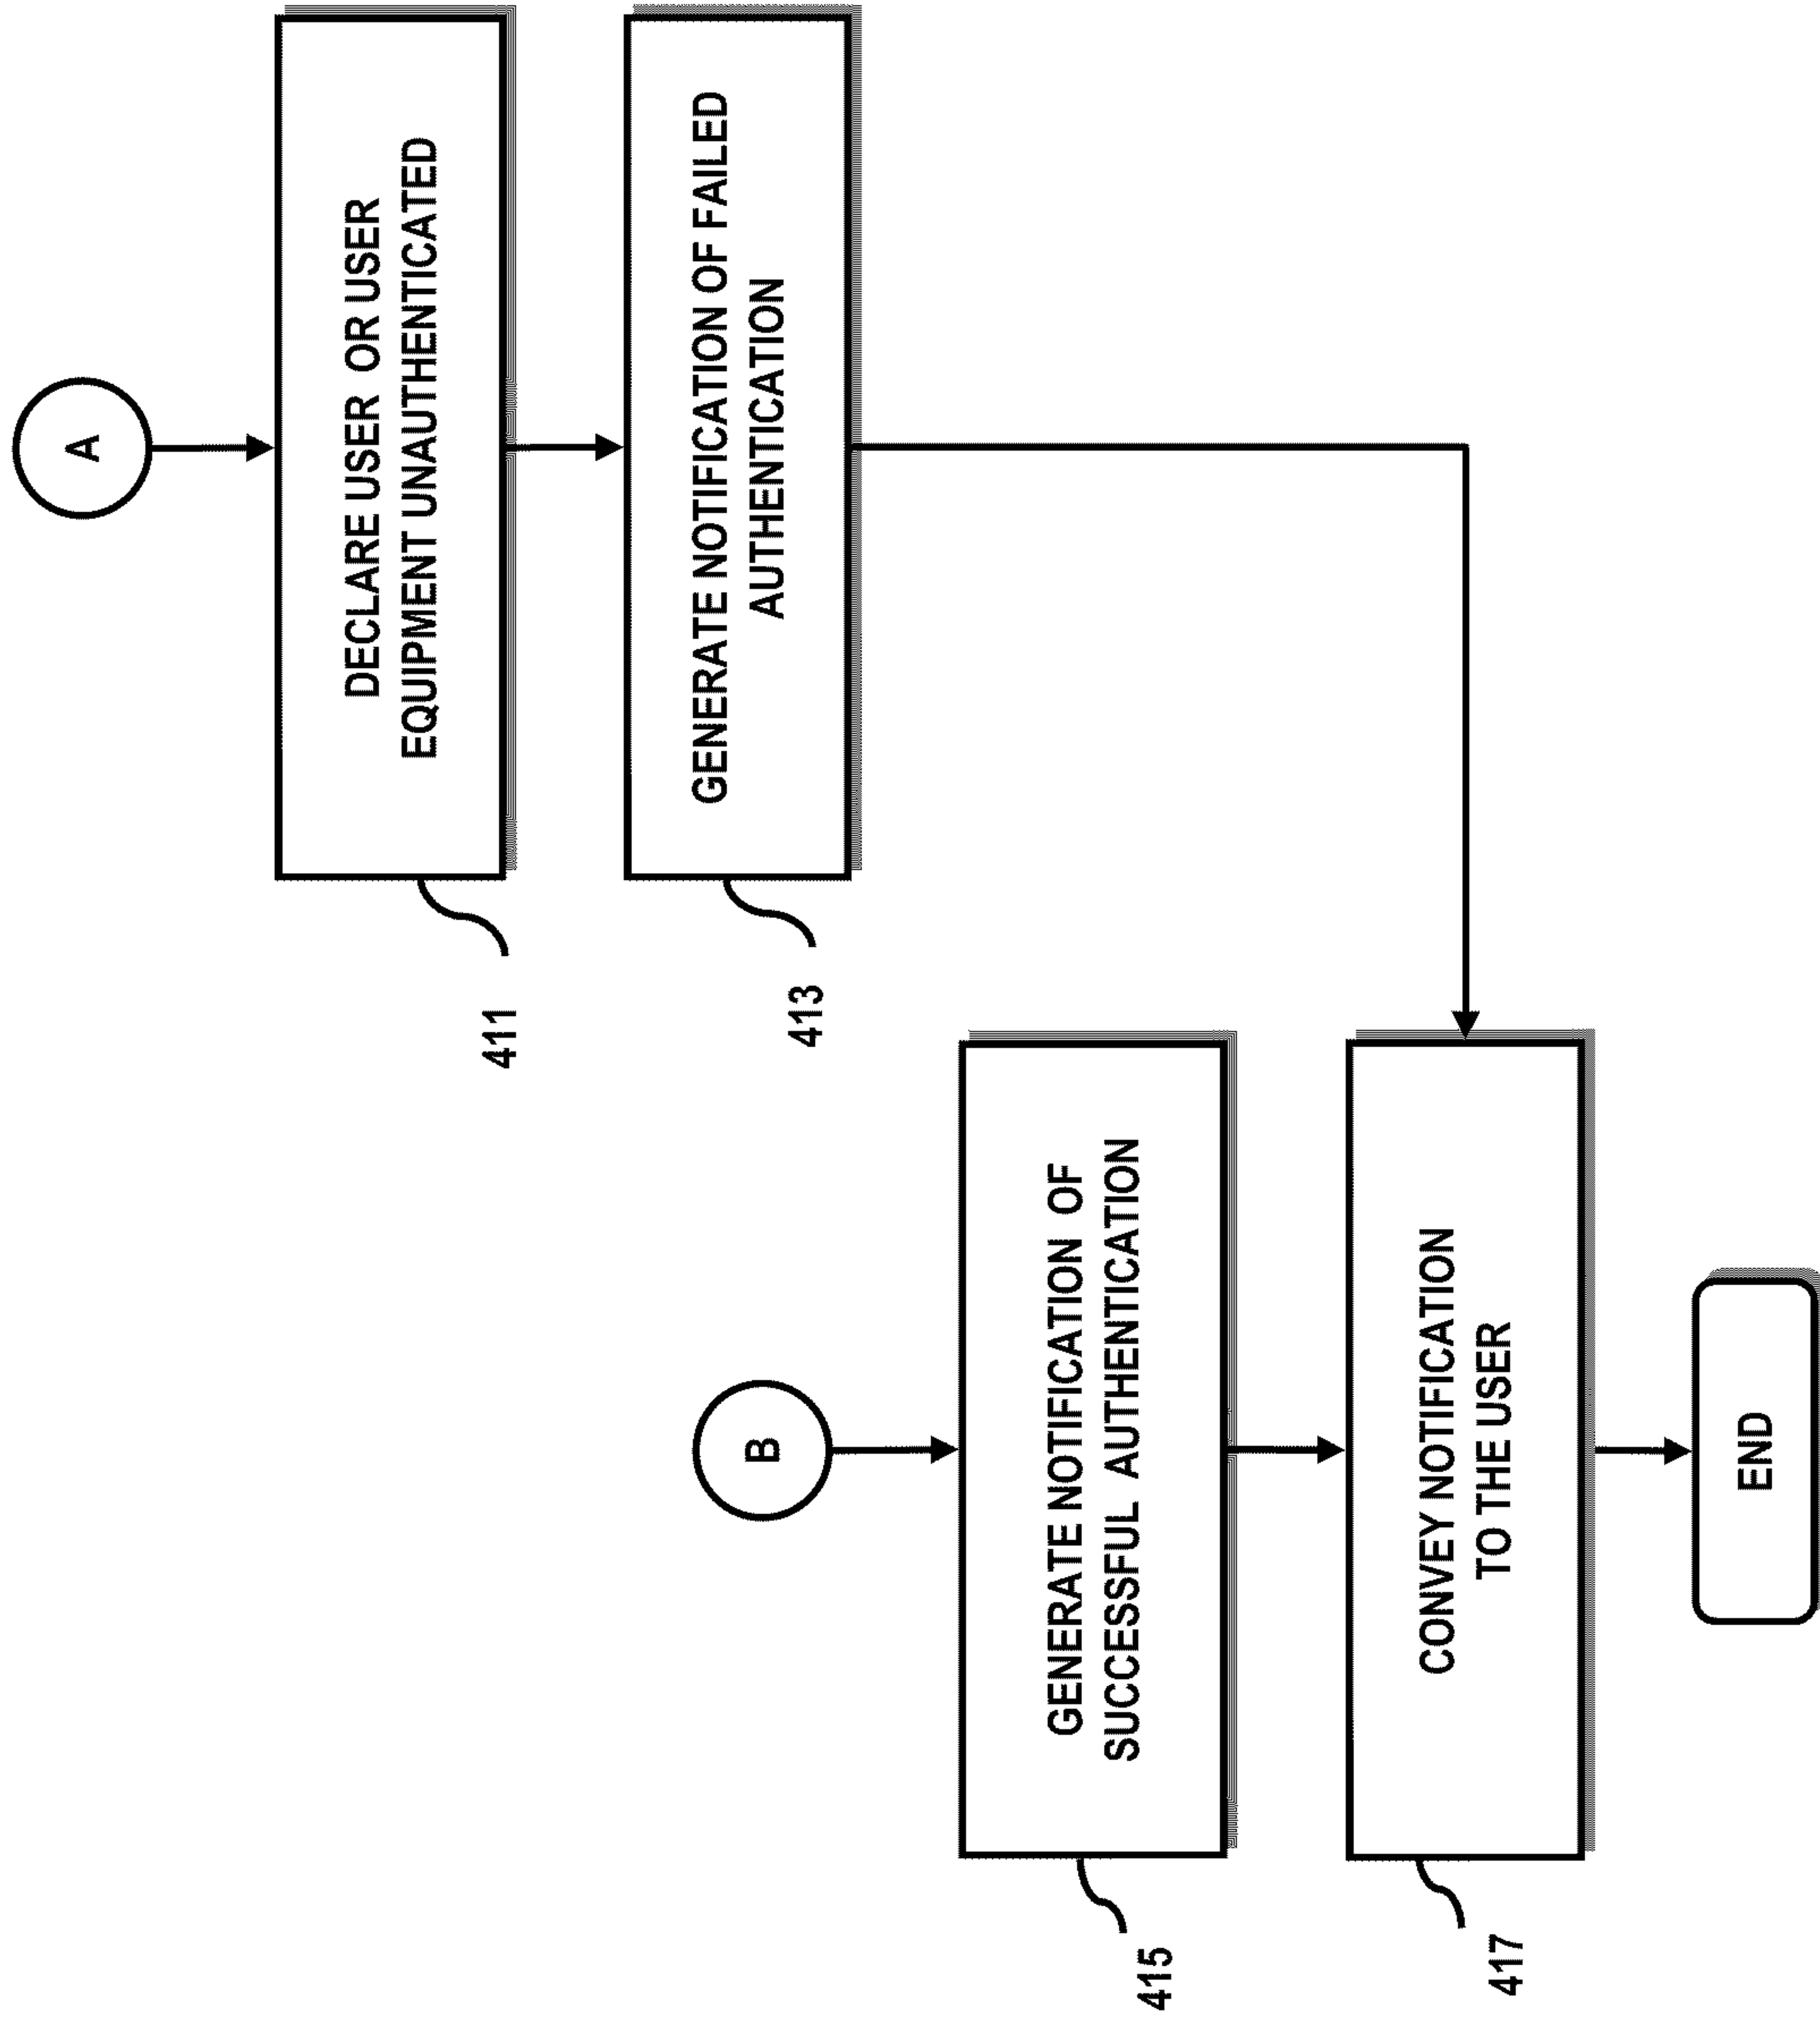 A
DECLARE USER OR USER
EQUIPMENT UNAUTHENTICATED
411
GENERATE NOTIFICATION OF FAILED
AUTHENTICATION
413
B
GENERATE NOTIFICATION OF
SUCCESSFUL AUTHENTICATION
415
CONVEY NOTIFICATION
TO THE USER
417
END